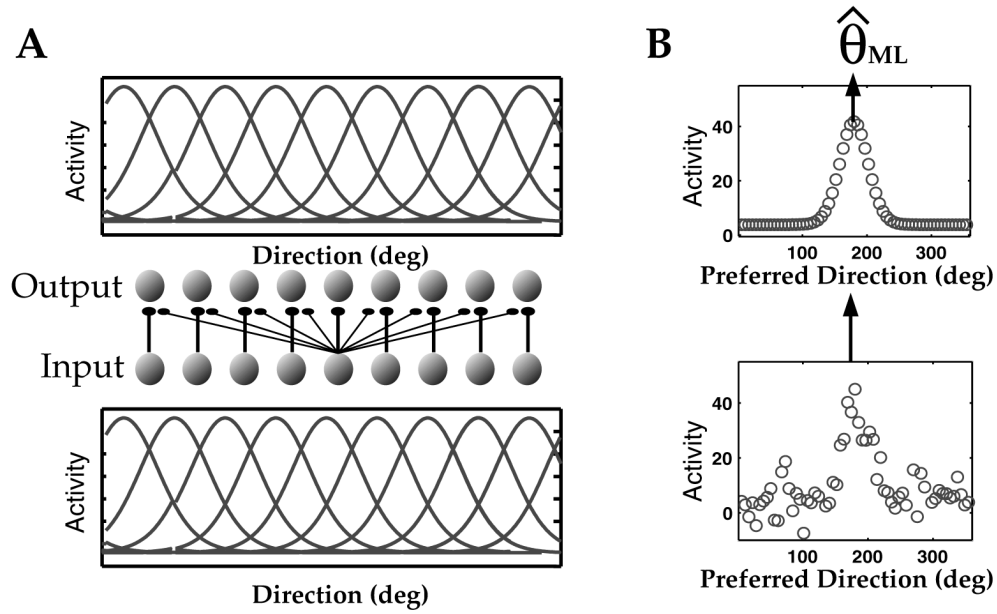 A
Activity
Direction (deg)
Output
Input
Activity
Direction (deg)
B
θ̂ML
40
20
0
Activity
100 200 300
Preferred Direction (deg)
40
20
0
Activity
100 200 300
Preferred Direction (deg)